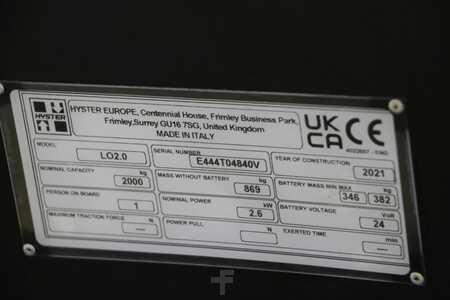 HYSTER
HYSTER EUROPE, Centennial House, Frimley Business Park,
Frimley, Surrey GU16 7SG, United Kingdom
MADE IN ITALY
UK
CA CE
MODEL LO2.0
SERIAL NUMBER E444T04840V
YEAR OF CONSTRUCTION 2021
NOMINAL CAPACITY kg 2000
MASS WITHOUT BATTERY kg 869
BATTERY MASS MIN MAX kg 346 382
PERSON ON BOARD 1
NOMINAL POWER kW 2.6
BATTERY VOLTAGE Volt 24
MAXIMUM TRACTION FORCE N —
POWER PULL N —
EXERTED TIME min —